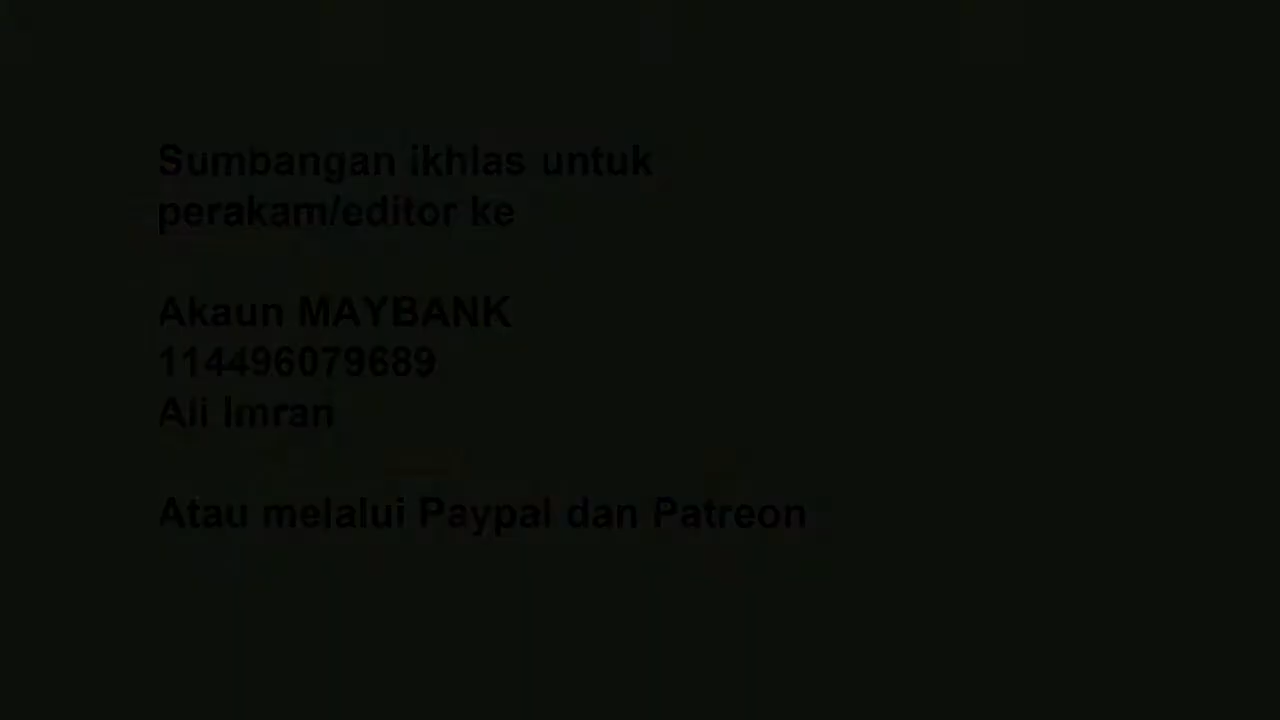 Sumbangan ikhlas untuk
perakam/editor ke
Akaun MAYBANK
114496079689
Ali Imran
Atau melalui Paypal dan Patreon